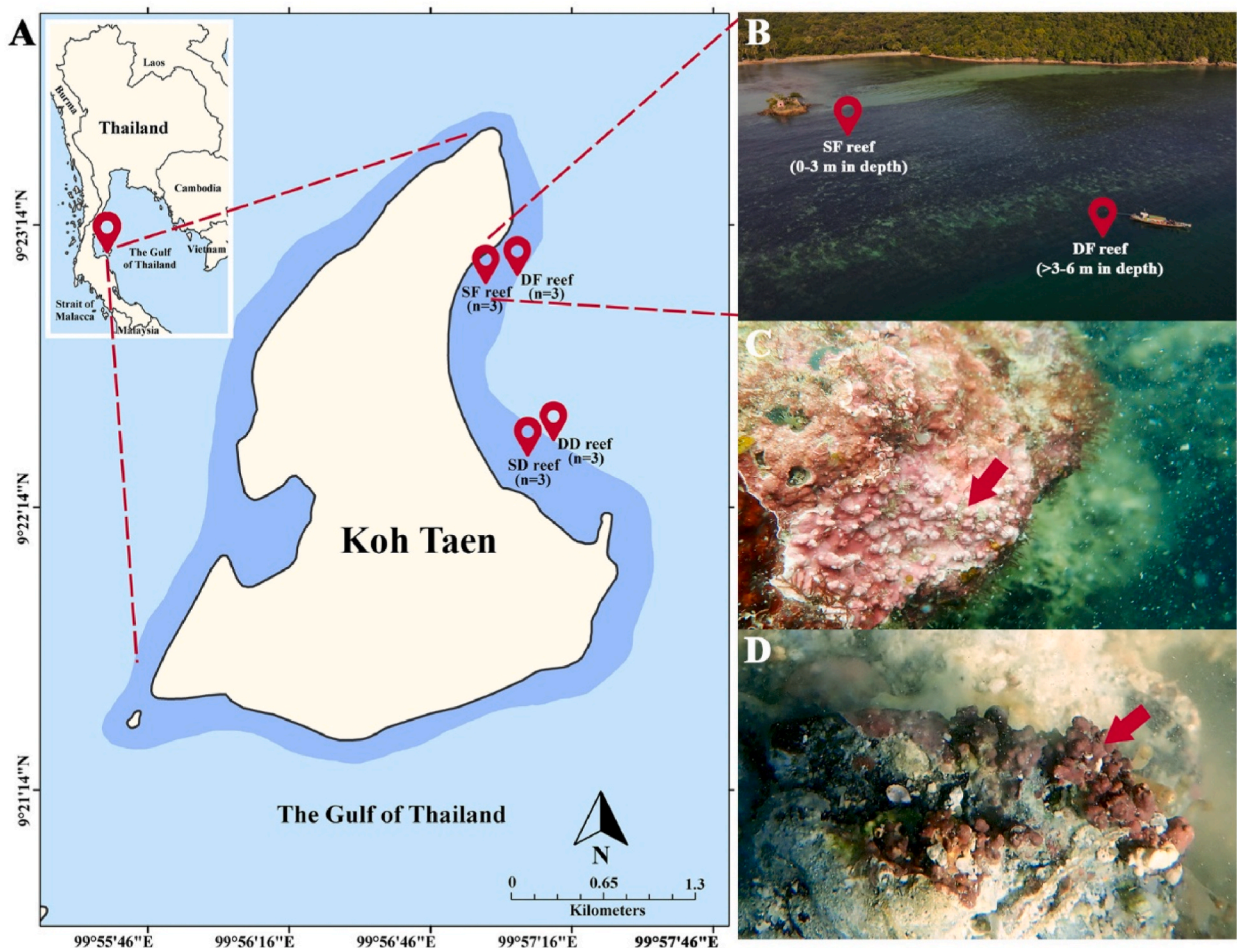 A
Laos
Burma
Thailand
Cambodia
The Gulf
of Thailand
Vietnam
Strait of
Malacca
Malaysia
9°23'14"N
9°22'14"N
9°21'14"N
SF reef
(n=3)
DF reef
(n=3)
SD reef
(n=3)
DD reef
(n=3)
Koh Taen
The Gulf of Thailand
N
0 0.65 1.3
Kilometers
99°55'46"E 99°56'16"E 99°56'46"E 99°57'16"E 99°57'46"E
B
SF reef
(0-3 m in depth)
DF reef
(>3-6 m in depth)
C
D